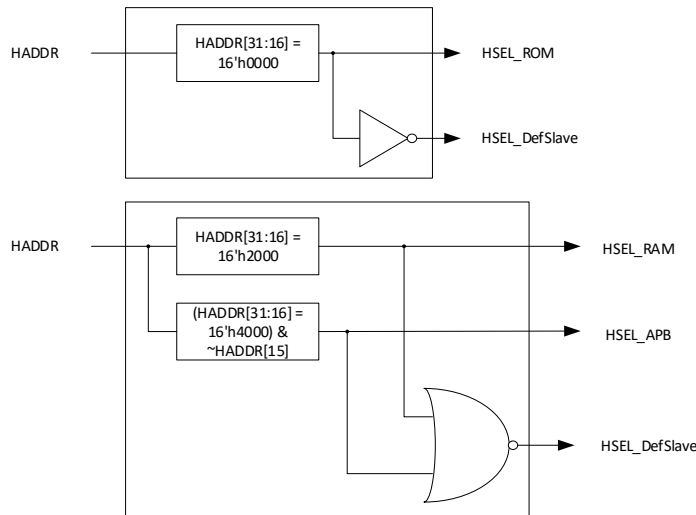 HADDR
HADDR[31:16] =
16'h0000
HSEL_ROM
HSEL_DefSlave
HADDR
HADDR[31:16] =
16'h2000
HSEL_RAM
(HADDR[31:16] =
16'h4000) &
~HADDR[15]
HSEL_APB
HSEL_DefSlave